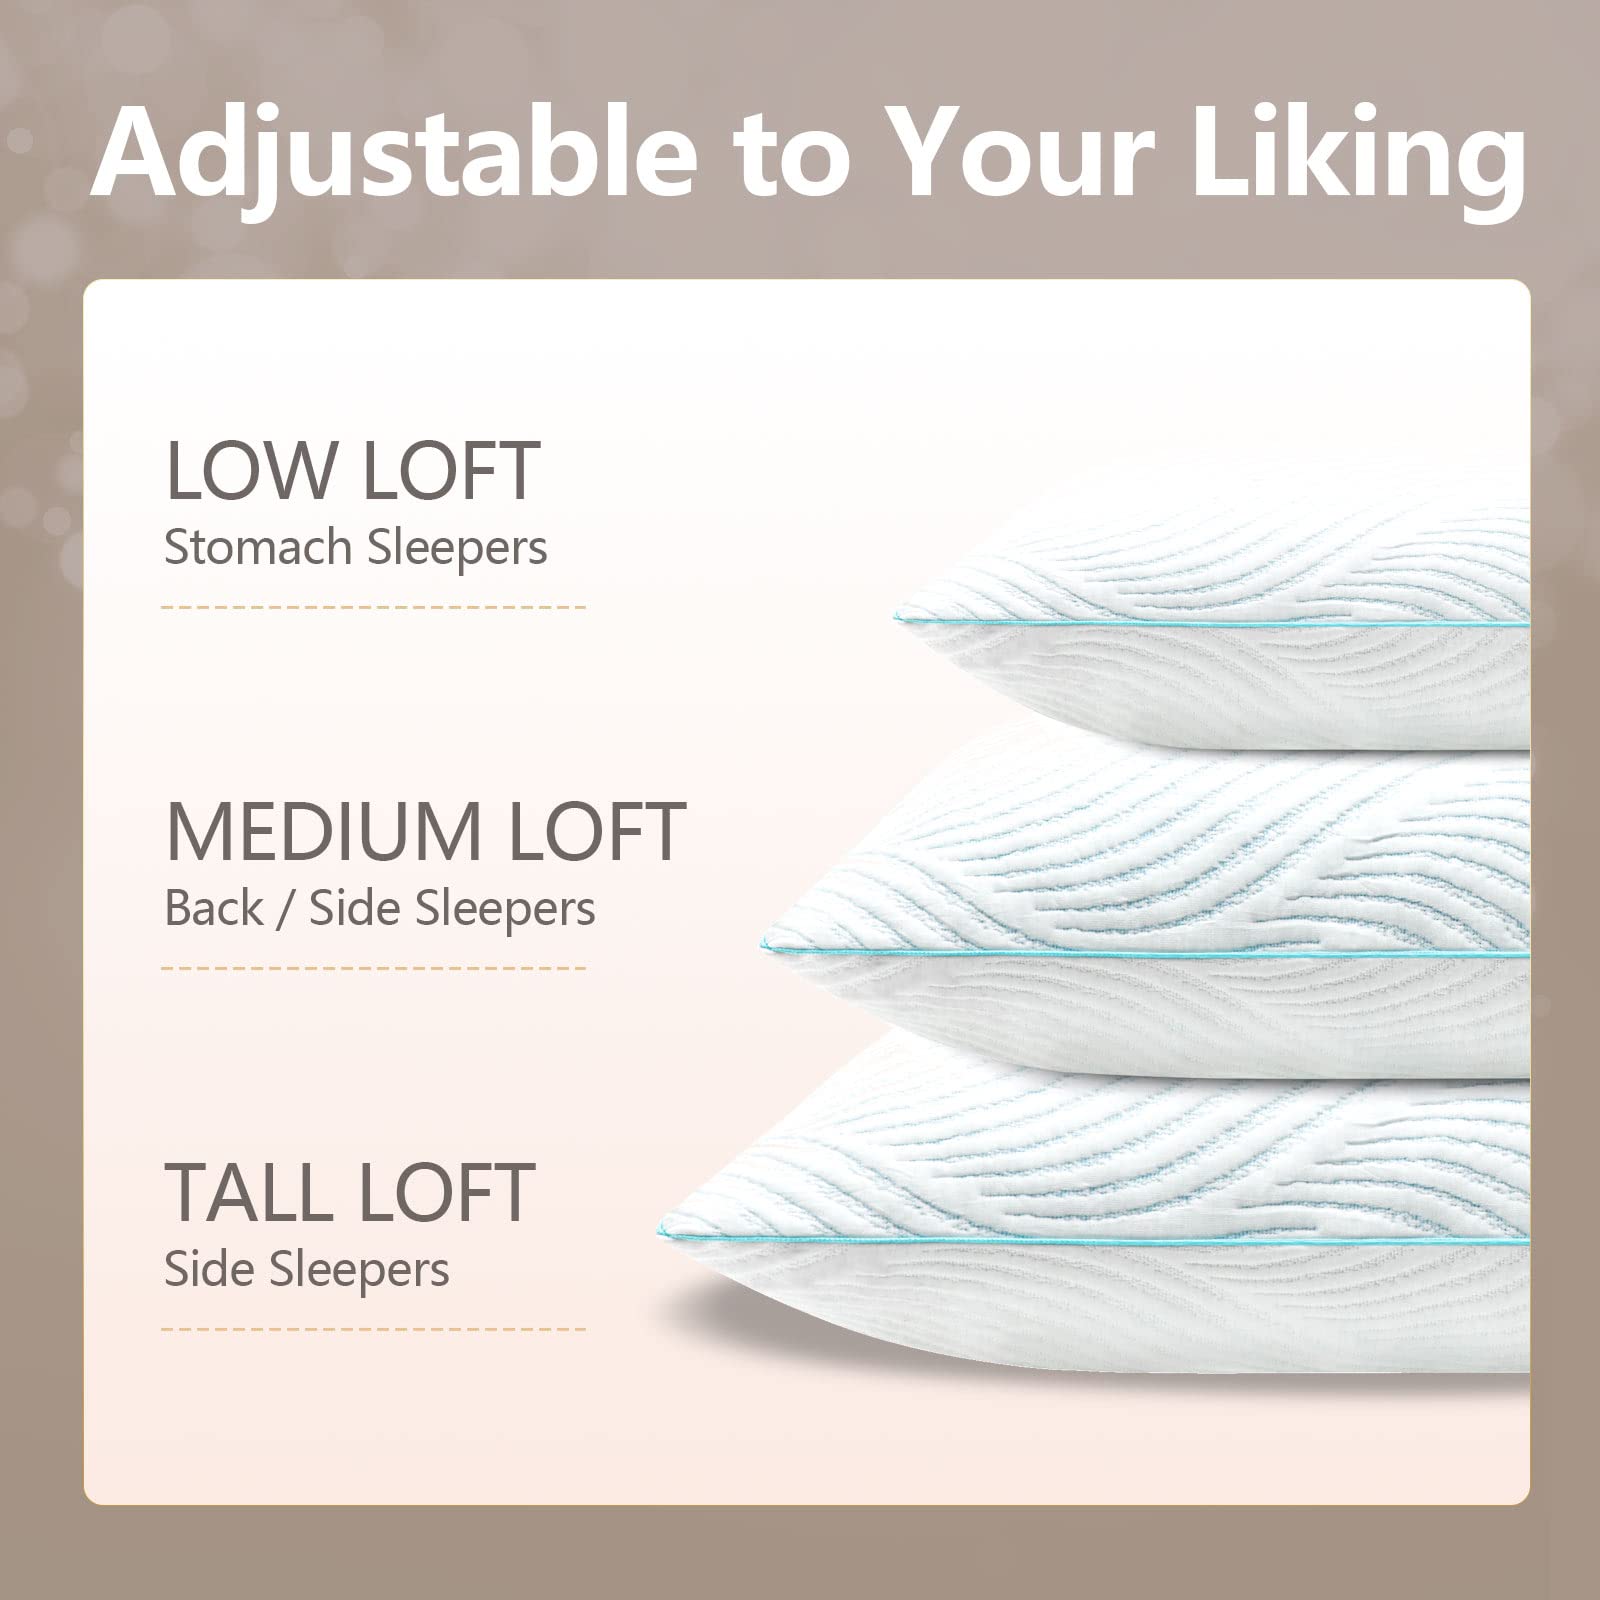 Adjustable to Your Liking
LOW LOFT
Stomach Sleepers
MEDIUM LOFT
Back / Side Sleepers
TALL LOFT
Side Sleepers